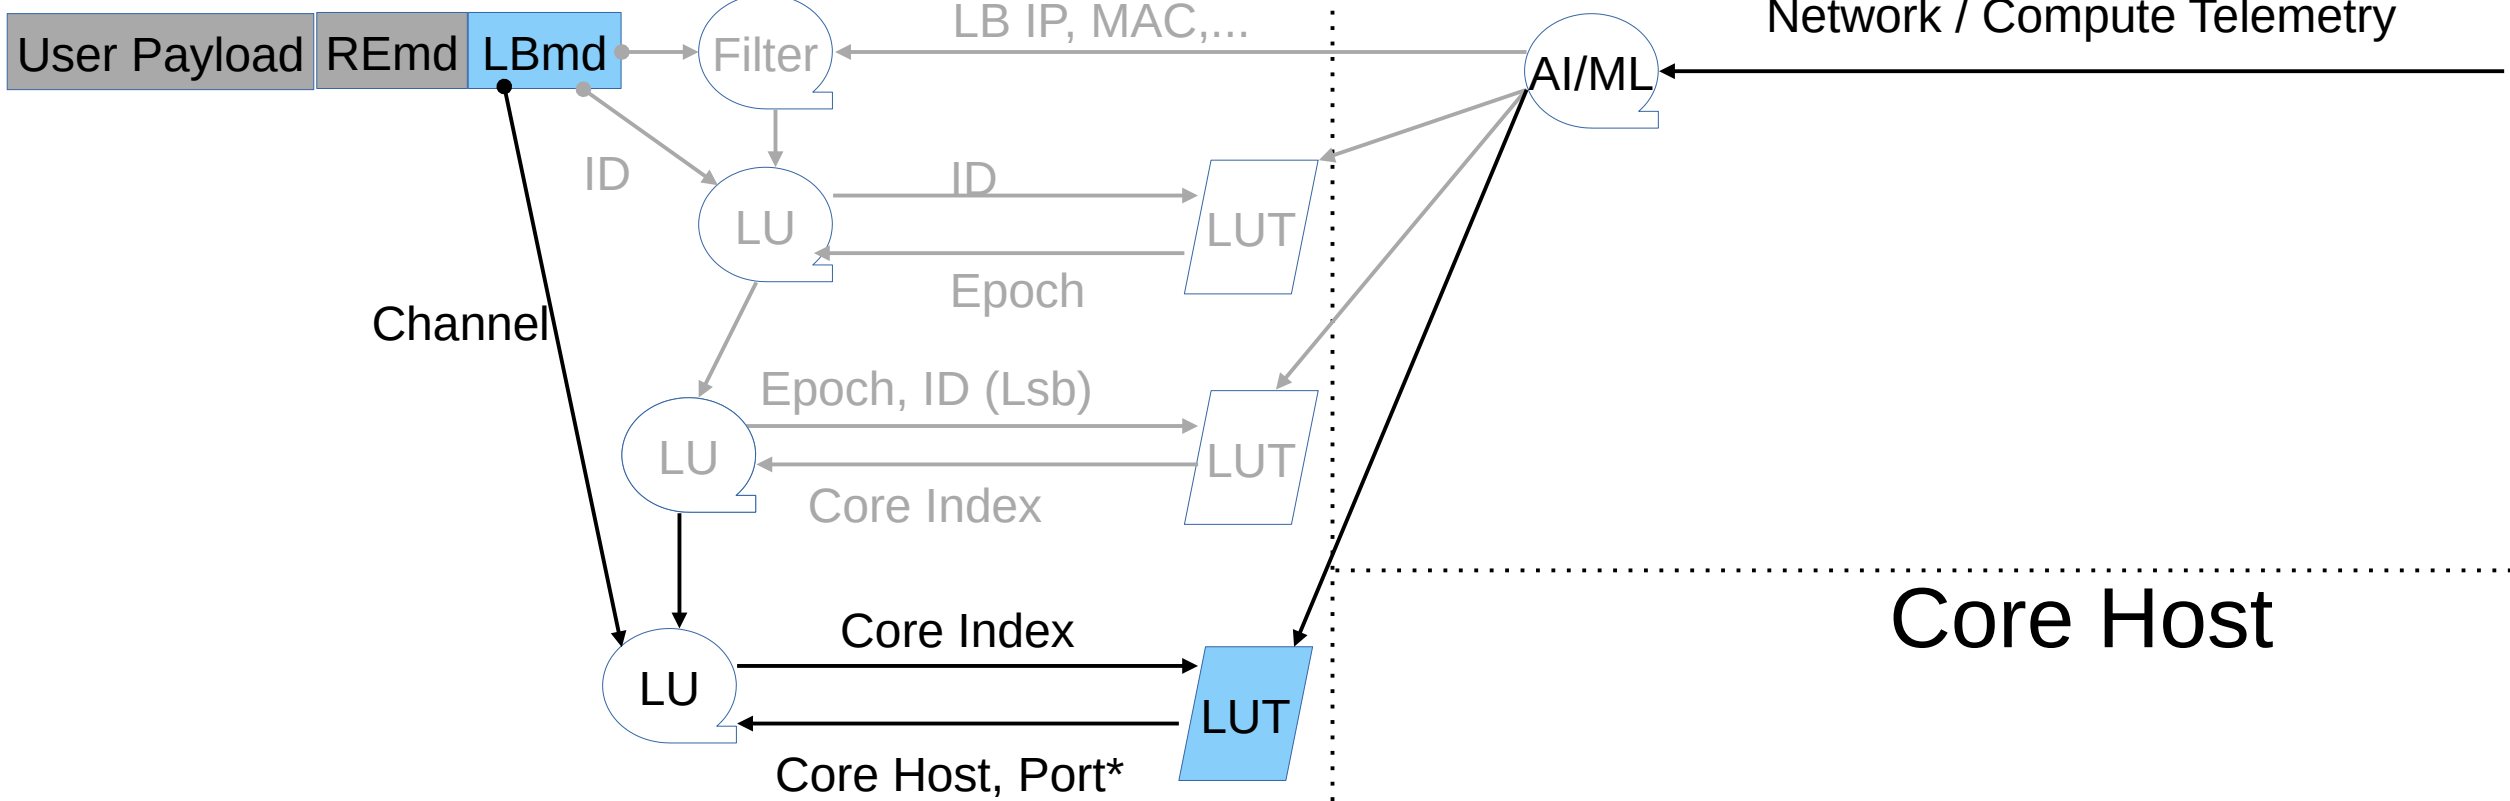 Network / Compute Telemetry
LB IP, MAC,...
User Payload
REmd
LBmd
Filter
AI/ML
ID
ID
LU
LUT
Epoch
Channel
Epoch, ID (Lsb)
LU
LUT
Core Index
Core Host
Core Index
LU
LUT
Core Host, Port*